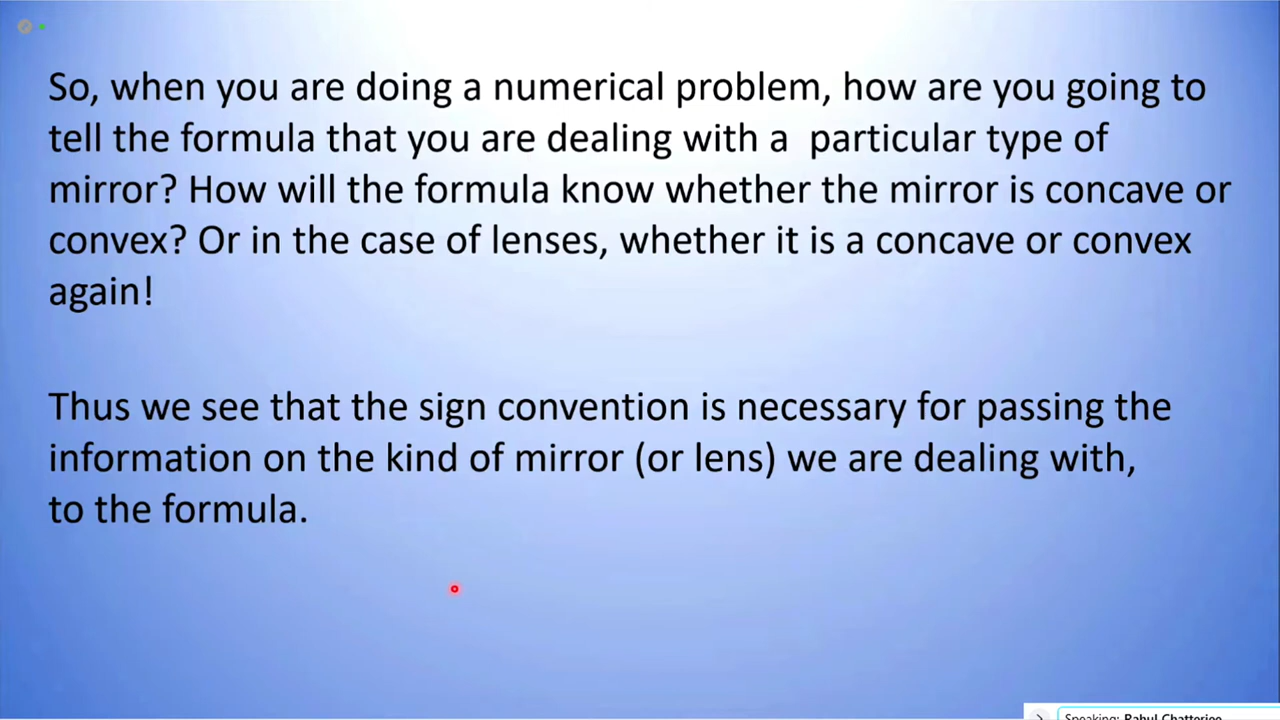 So, when you are doing a numerical problem, how are you going to
tell the formula that you are dealing with a particular type of
mirror? How will the formula know whether the mirror is concave or
convex? Or in the case of lenses, whether it is a concave or convex
again!
Thus we see that the sign convention is necessary for passing the
information on the kind of mirror (or lens) we are dealing with,
to the formula.
Speaking: Rahul Chatterjee